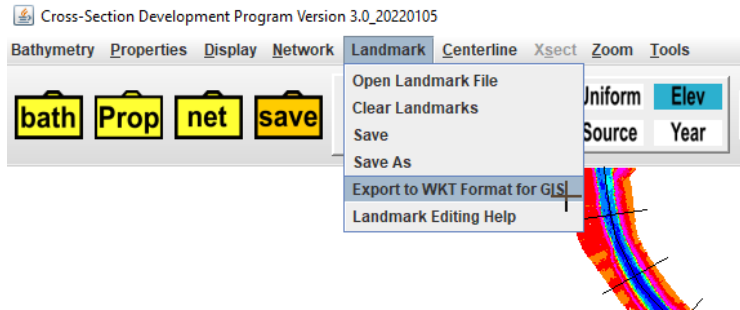 Cross-Section Development Program Version 3.0_20220105
Bathymetry Properties Display Network Landmark Centerline Xsect Zoom Tools
bath Prop net save
Open Landmark File
Clear Landmarks
Save
Save As
Export to WKT Format for GIS
Landmark Editing Help
Uniform Elev
Source Year